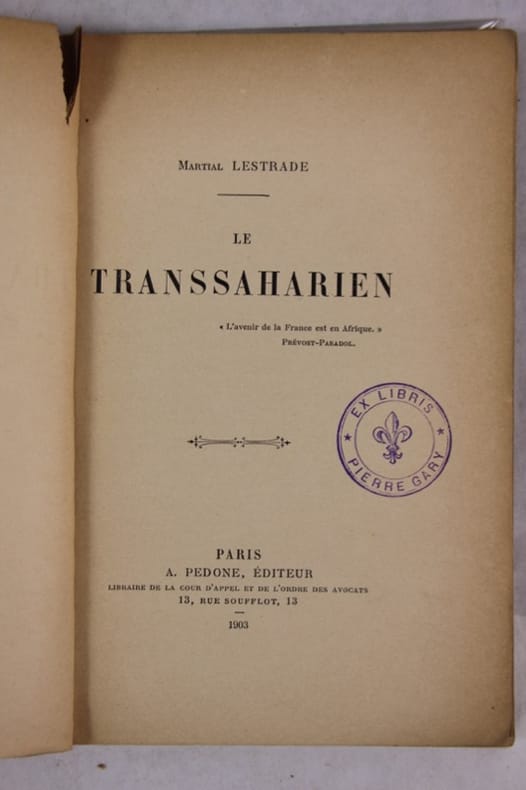 Martial LESTRADE
LE
TRANSSAHARIEN
« L'avenir de la France est en Afrique. »
Prévost-Paradol.
EX LIBRIS
PIERRE GARY
PARIS
A. PEDONE, ÉDITEUR
LIBRAIRE DE LA COUR D'APPEL ET DE L'ORDRE DES AVOCATS
13, RUE SOUFFLOT, 13
1903